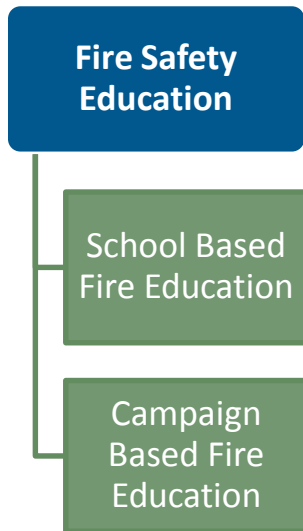 Fire Safety
Education
School Based
Fire Education
Campaign
Based Fire
Education